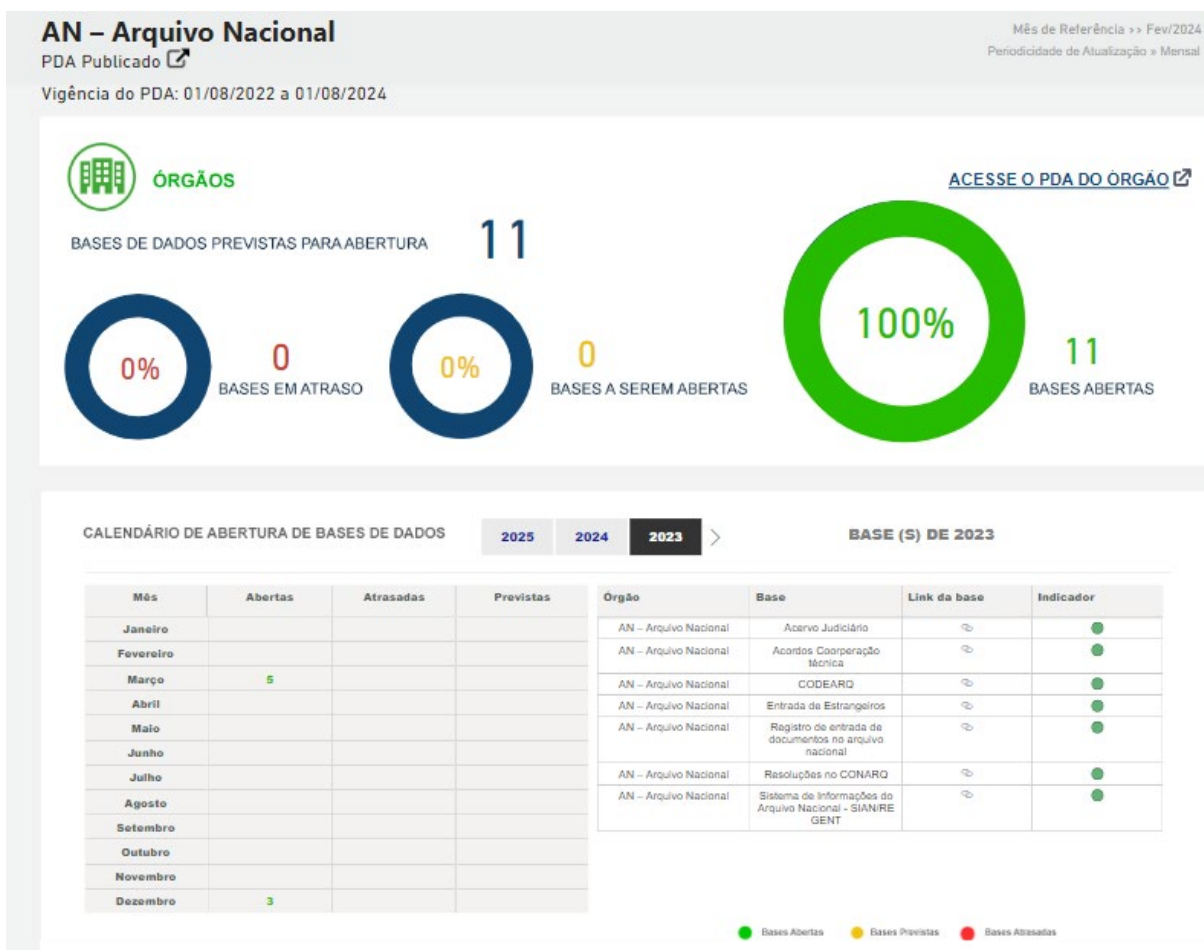 AN – Arquivo Nacional
PDA Publicado
Vigência do PDA: 01/08/2022 a 01/08/2024
Mês de Referência >> Fev/2024
Periodicidade de Atualização » Mensal
ÓRGÃOS
ACESSE O PDA DO ÓRGÃO
BASES DE DADOS PREVISTAS PARA ABERTURA 11
0% 0
BASES EM ATRASO
0% 0
BASES A SEREM ABERTAS
100% 11
BASES ABERTAS
CALENDÁRIO DE ABERTURA DE BASES DE DADOS 2025 2024 2023 BASE (S) DE 2023
Mês Abertas Atrasadas Previstas
Janeiro
Fevereiro
Março 5
Abril
Maio
Junho
Julho
Agosto
Setembro
Outubro
Novembro
Dezembro 3
Órgão Base Link da base Indicador
AN – Arquivo Nacional Acervo Judiciário
AN – Arquivo Nacional Acordos Coorperação
técnica
AN – Arquivo Nacional CODEARQ
AN – Arquivo Nacional Entrada de Estrangeiros
AN – Arquivo Nacional Registro de entrada de
documentos no arquivo
nacional
AN – Arquivo Nacional Resoluções no CONARQ
AN – Arquivo Nacional Sistema de Informações do
Arquivo Nacional - SIAN/RE
GENT
Bases Abertas Bases Previstas Bases Atrasadas